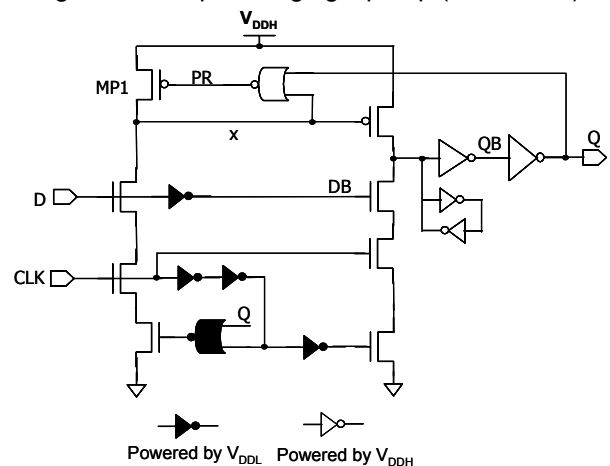 V_DDH
MP1
PR
x
QB
Q
D
DB
CLK
Q
Powered by V_DDL
Powered by V_DDH